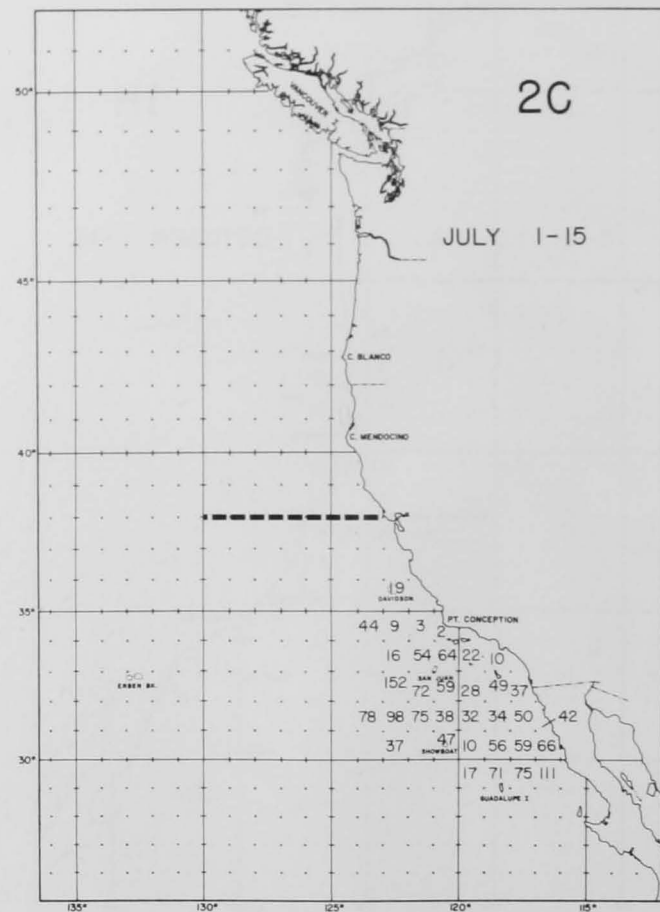 2C
50°
VANCOUVER
JULY 1-15
45°
C. BLANCO
C. MENDOCINO
40°
19
DAVIDSON
35°
PT. CONCEPTION
44 9 3 2
16 54 64 22 10
SAN JUAN
ERBEN BK.
152 72 59 28 49 37
78 98 75 38 32 34 50 42
37 47 10 56 59 66
SHOWBOAT
30°
17 71 75 111
GUADALUPE I.
135° 130° 125° 120° 115°